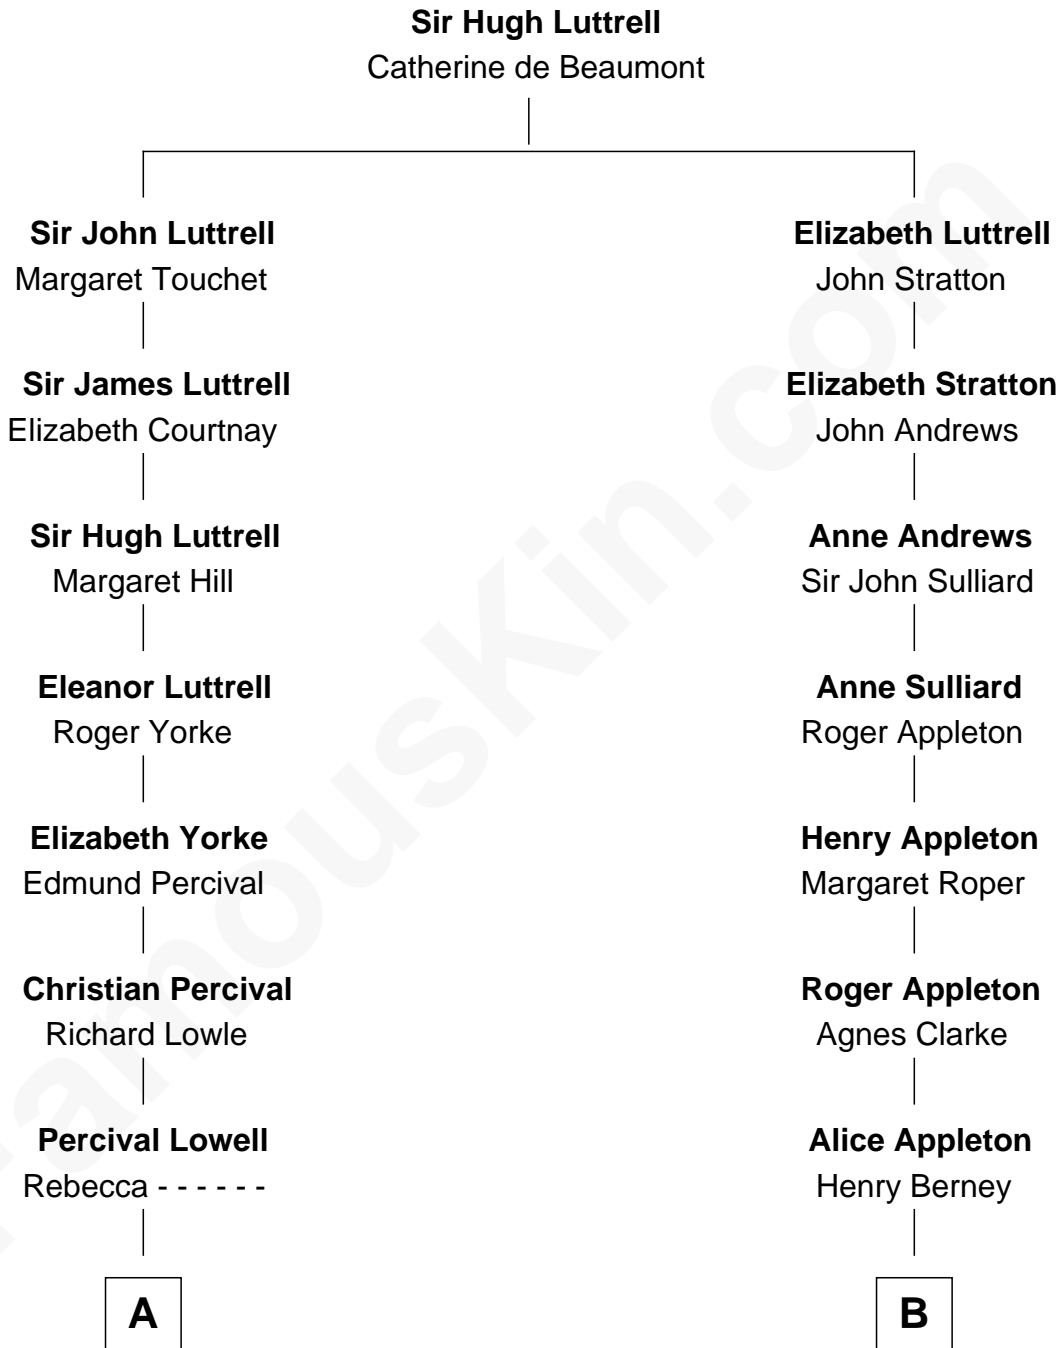 Sir Hugh Luttrell
Catherine de Beaumont
Sir John Luttrell
Margaret Touchet
Sir James Luttrell
Elizabeth Courtnay
Sir Hugh Luttrell
Margaret Hill
Eleanor Luttrell
Roger Yorke
Elizabeth Yorke
Edmund Percival
Christian Percival
Richard Lowle
Percival Lowell
Rebecca - - - - - -
A
Elizabeth Luttrell
John Stratton
Elizabeth Stratton
John Andrews
Anne Andrews
Sir John Sulliard
Anne Sulliard
Roger Appleton
Henry Appleton
Margaret Roper
Roger Appleton
Agnes Clarke
Alice Appleton
Henry Berney
B
FamousKin.com